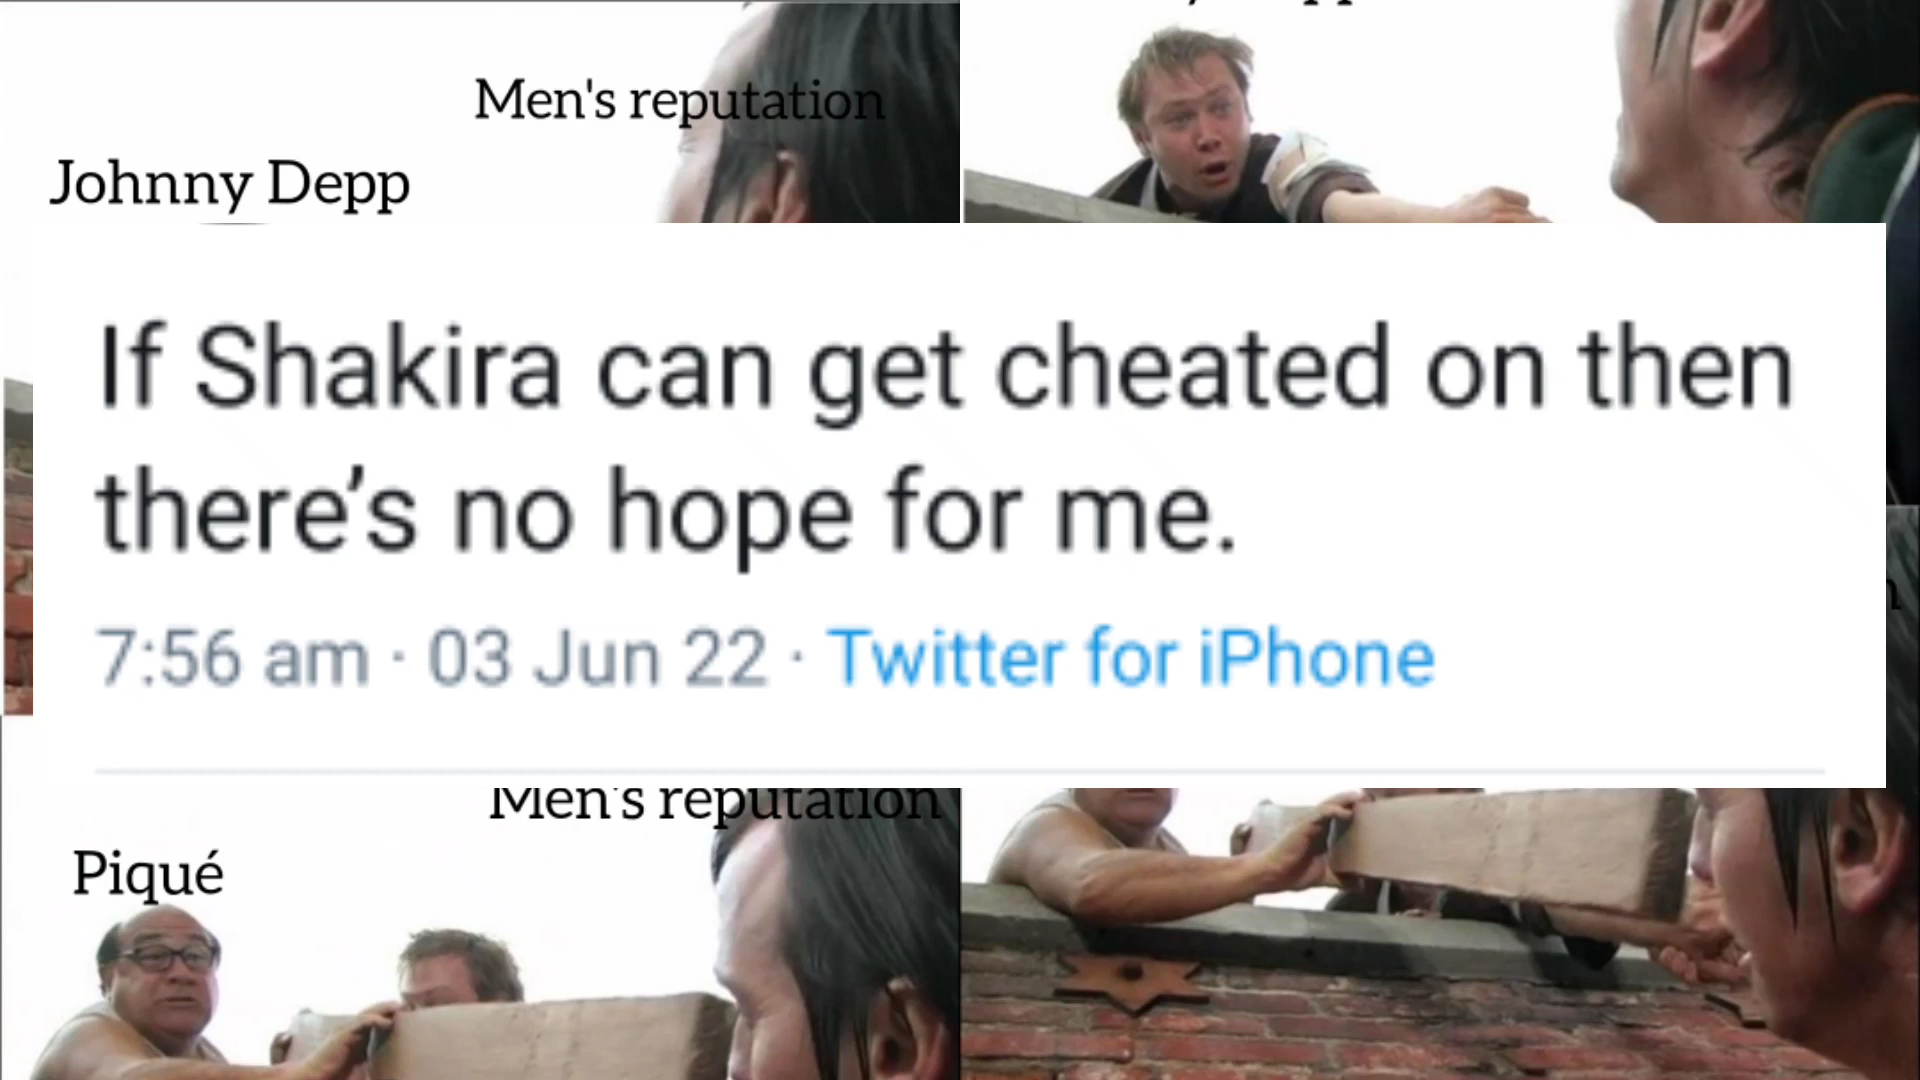 Men's reputation
Johnny Depp
If Shakira can get cheated on then
there’s no hope for me.
7:56 am · 03 Jun 22 · Twitter for iPhone
Men's reputation
Piqué